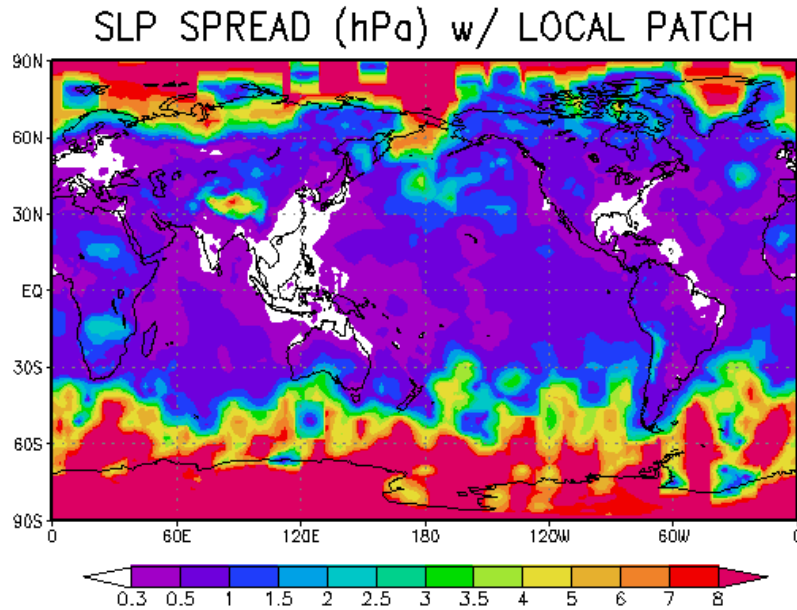 SLP SPREAD (hPa) w/ LOCAL PATCH
90N
60N
30N
EQ
30S
60S
90S
0 60E 120E 180 120W 60W 0
0.3 0.5 1 1.5 2 2.5 3 3.5 4 5 6 7 8